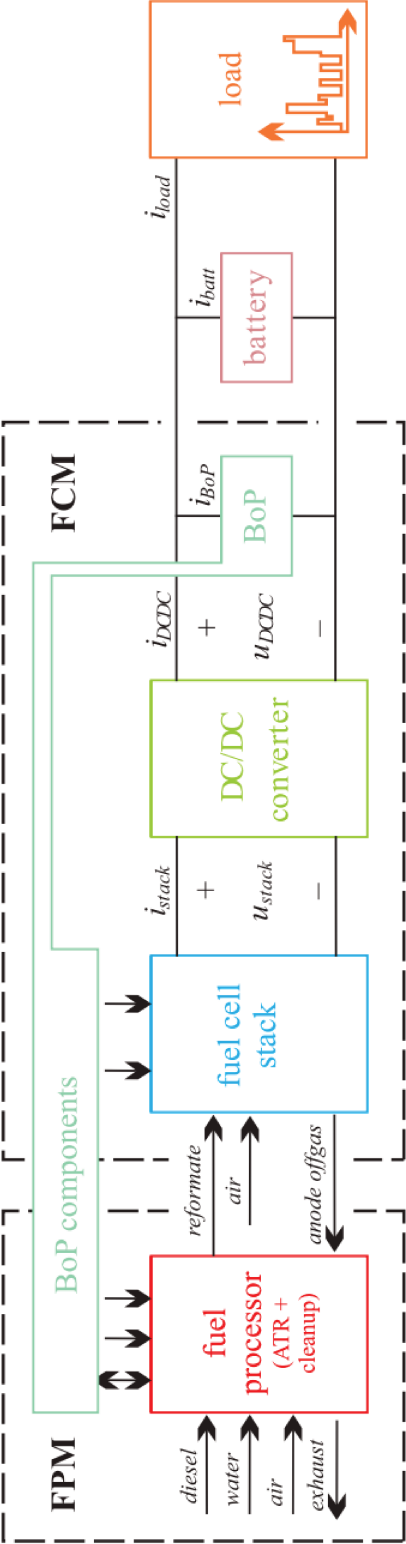 FPM
FCM
BoP components
diesel
water
air
exhaust
fuel
processor
(ATR +
cleanup)
reformate
air
anode offgas
fuel cell
stack
i_stack
+
u_stack
−
DC/DC
converter
i_DCDC
+
u_DCDC
−
i_BoP
BoP
i_batt
battery
i_load
load